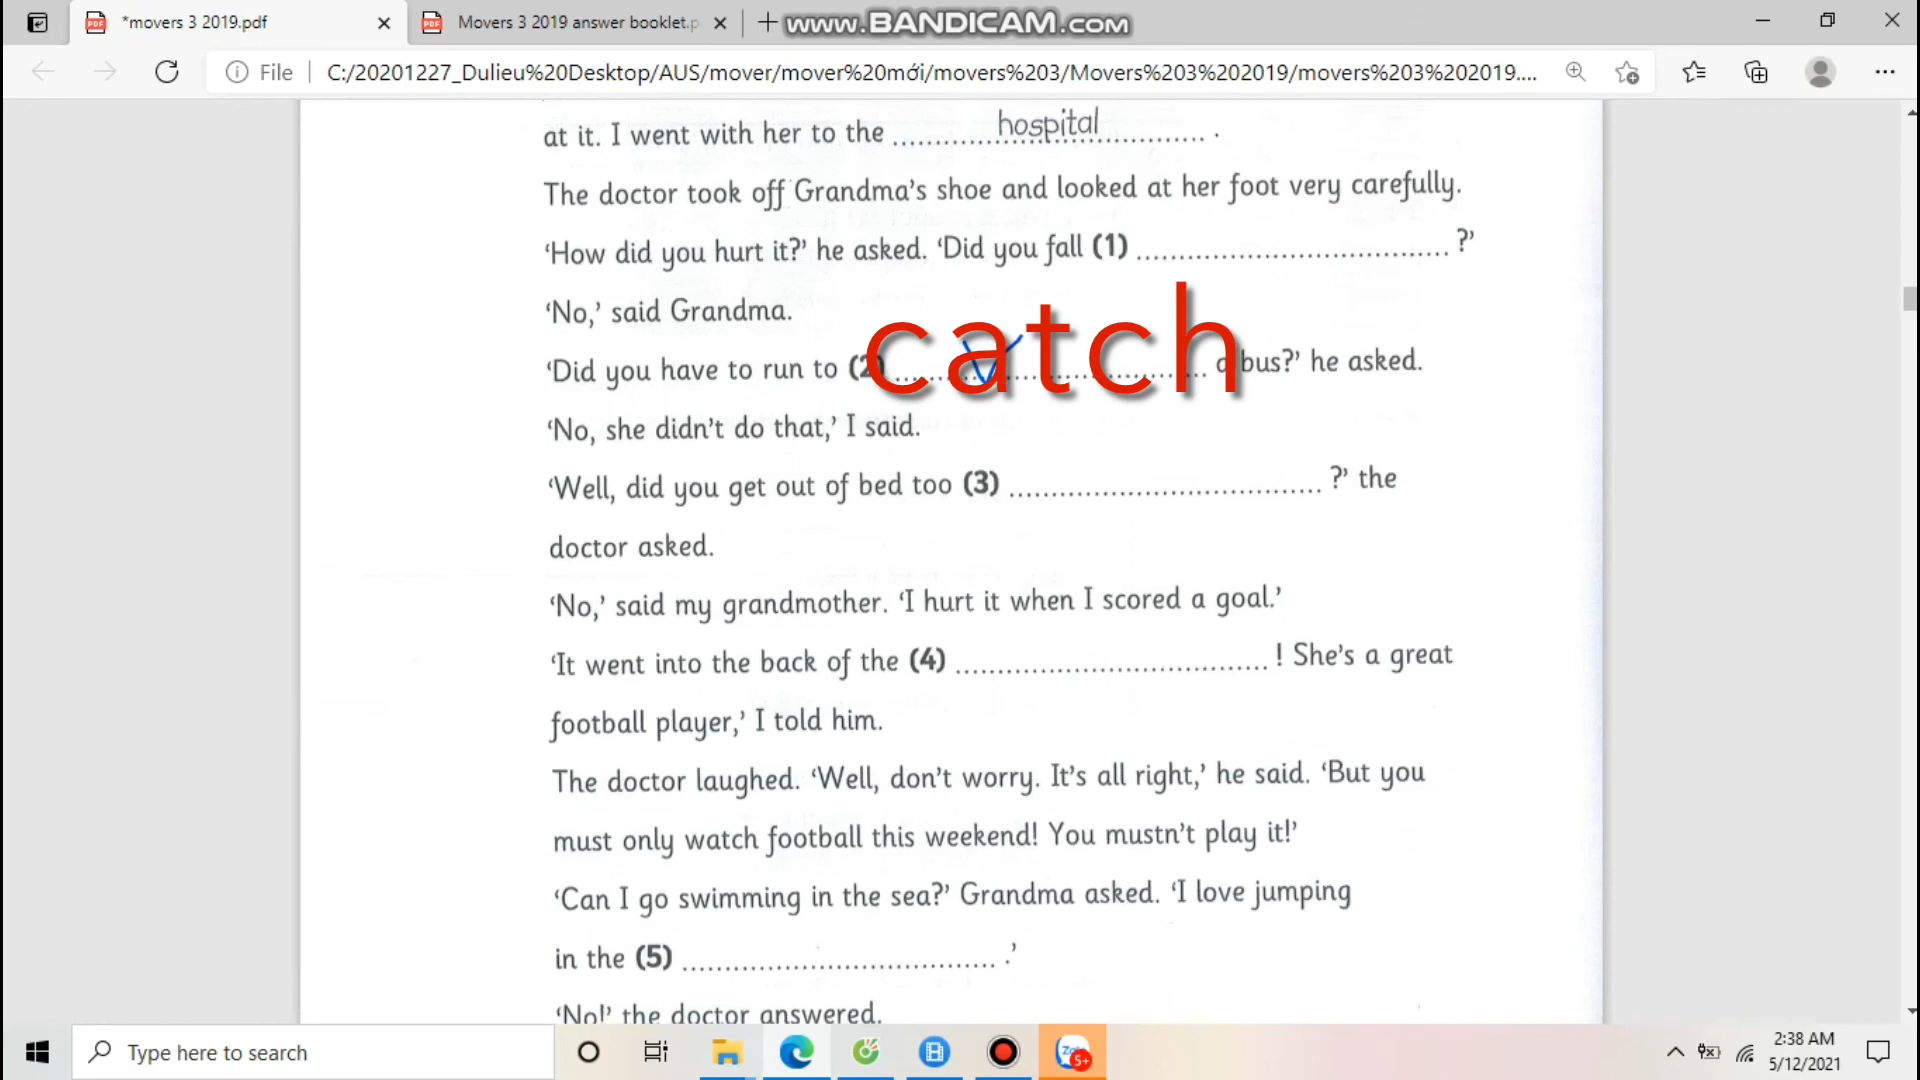 *movers 3 2019.pdf
Movers 3 2019 answer booklet.p
www.BANDICAM.com
File
C:/20201227_Dulieu%20Desktop/AUS/mover/mover%20mới/movers%203/Movers%203%202019/movers%203%202019....
at it. I went with her to the hospital .
The doctor took off Grandma's shoe and looked at her foot very carefully.
'How did you hurt it?' he asked. 'Did you fall (1) ........................ ?'
'No,' said Grandma.
catch
'Did you have to run to (2) ........................ a bus?' he asked.
'No, she didn't do that,' I said.
'Well, did you get out of bed too (3) ........................ ?' the
doctor asked.
'No,' said my grandmother. 'I hurt it when I scored a goal.'
'It went into the back of the (4) ........................ ! She's a great
football player,' I told him.
The doctor laughed. 'Well, don't worry. It's all right,' he said. 'But you
must only watch football this weekend! You mustn't play it!'
'Can I go swimming in the sea?' Grandma asked. 'I love jumping
in the (5) ........................ .'
'No!' the doctor answered.
Type here to search
Zalo
5+
2:38 AM
5/12/2021